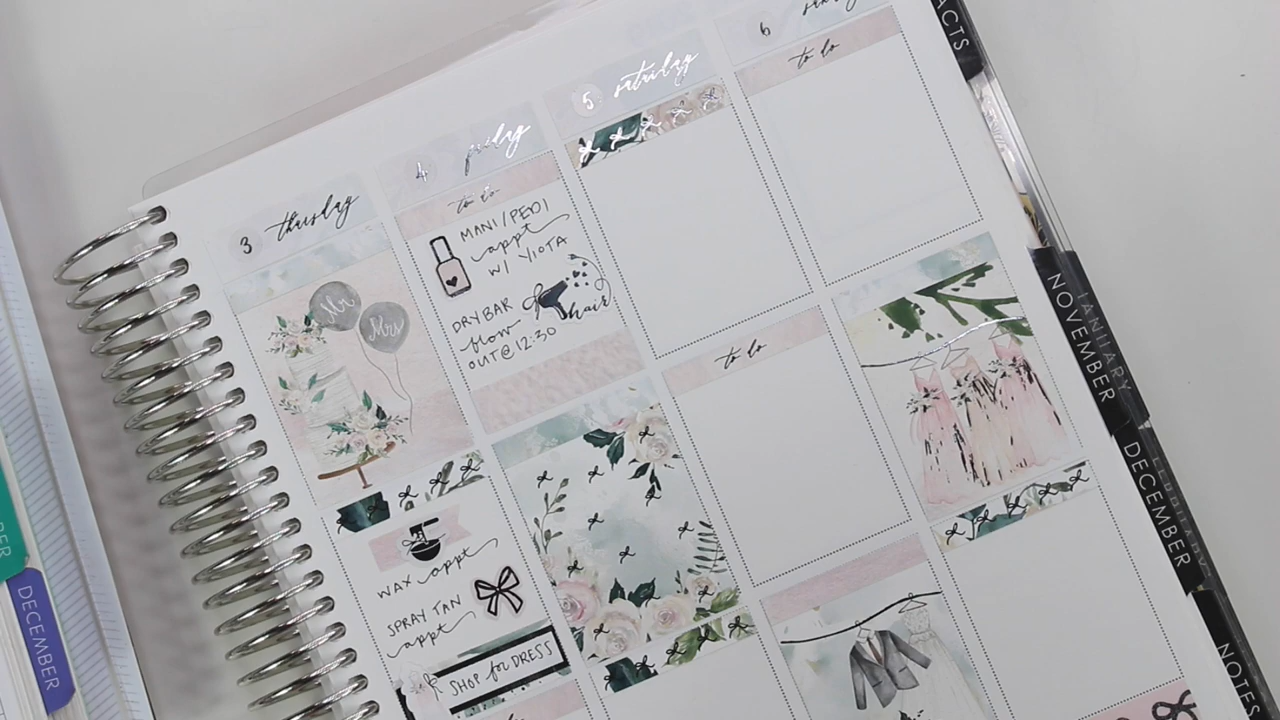 3 thursday
Mr
Mrs
WAX appt
SPRAY TAN
appt
SHOP for DRESS
4 friday
to do
MANI/PEDI
appt
W/ YIOTA
DRYBAR
blow
OUT@12:30
hair
5 saturday
to do
6
to do
NOVEMBER
JANUARY
DECEMBER
FEBRUARY
NOTES
DECEMBER